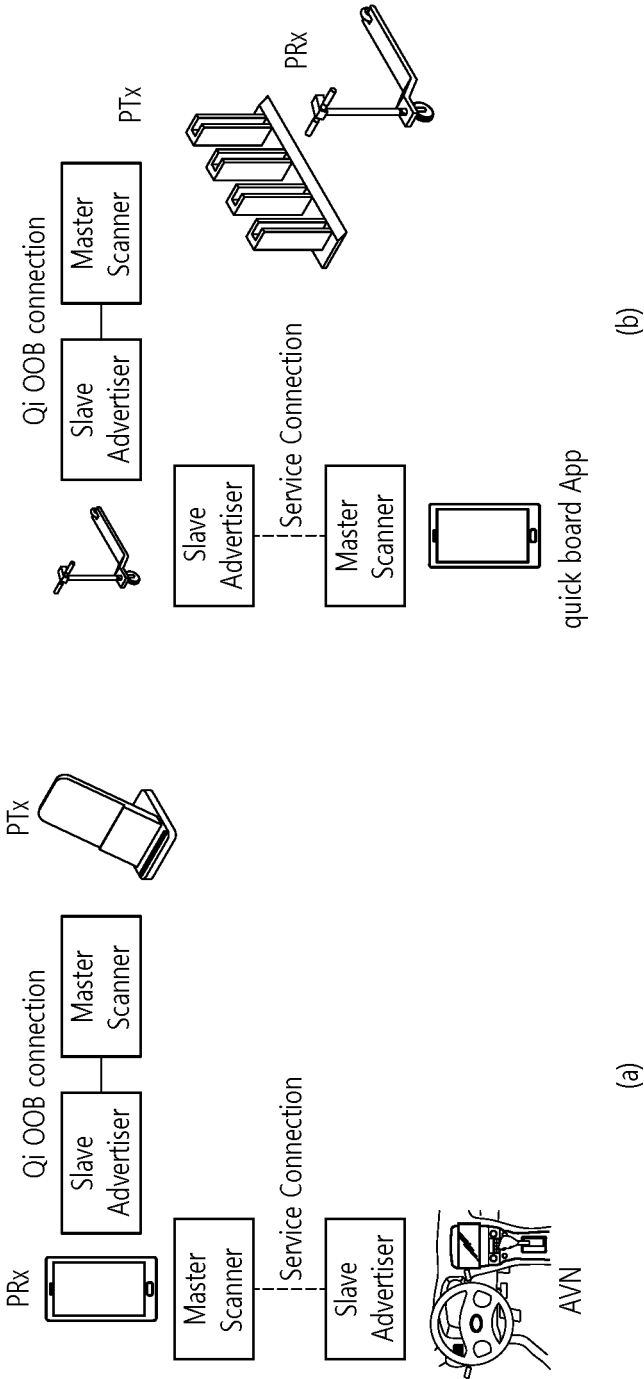 PRx
Qi OOB connection
PTx
Slave
Advertiser
Master
Scanner
Master
Scanner
Service Connection
Slave
Advertiser
AVN
(a)
Qi OOB connection
PTx
Slave
Advertiser
Master
Scanner
PRx
Slave
Advertiser
Service Connection
Master
Scanner
quick board App
(b)